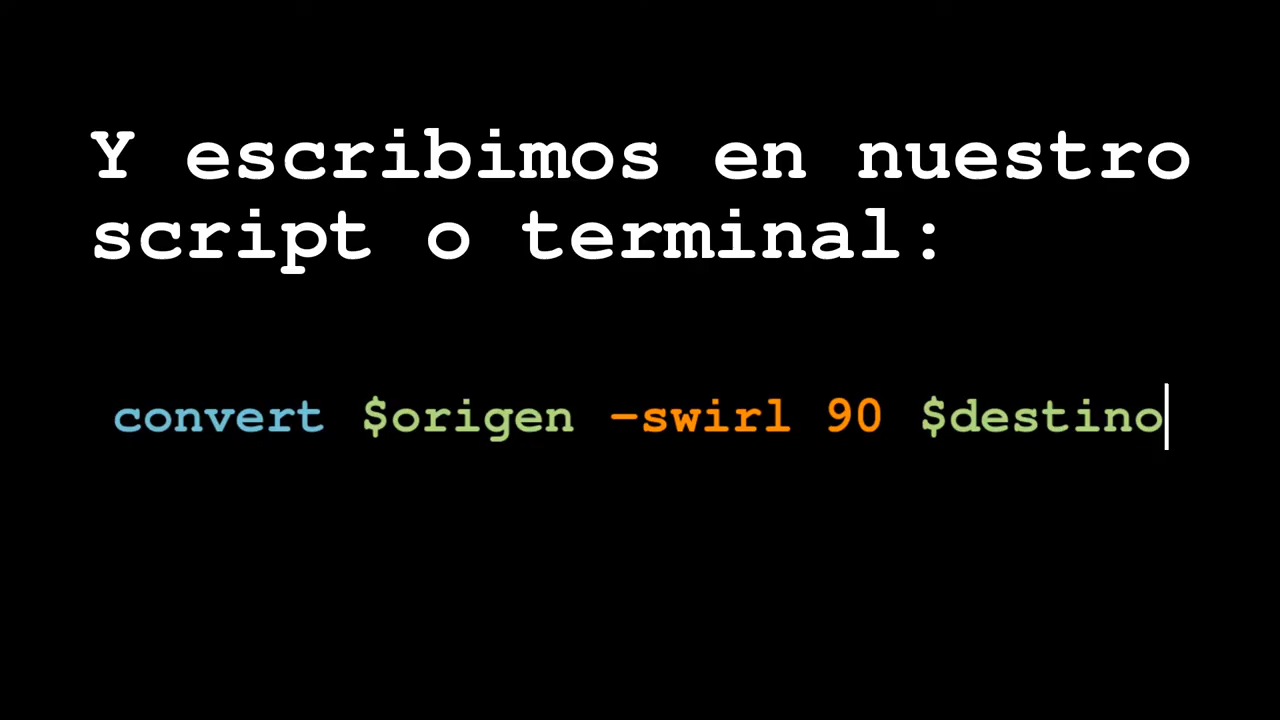 Y escribimos en nuestro
script o terminal:
convert $origen -swirl 90 $destino